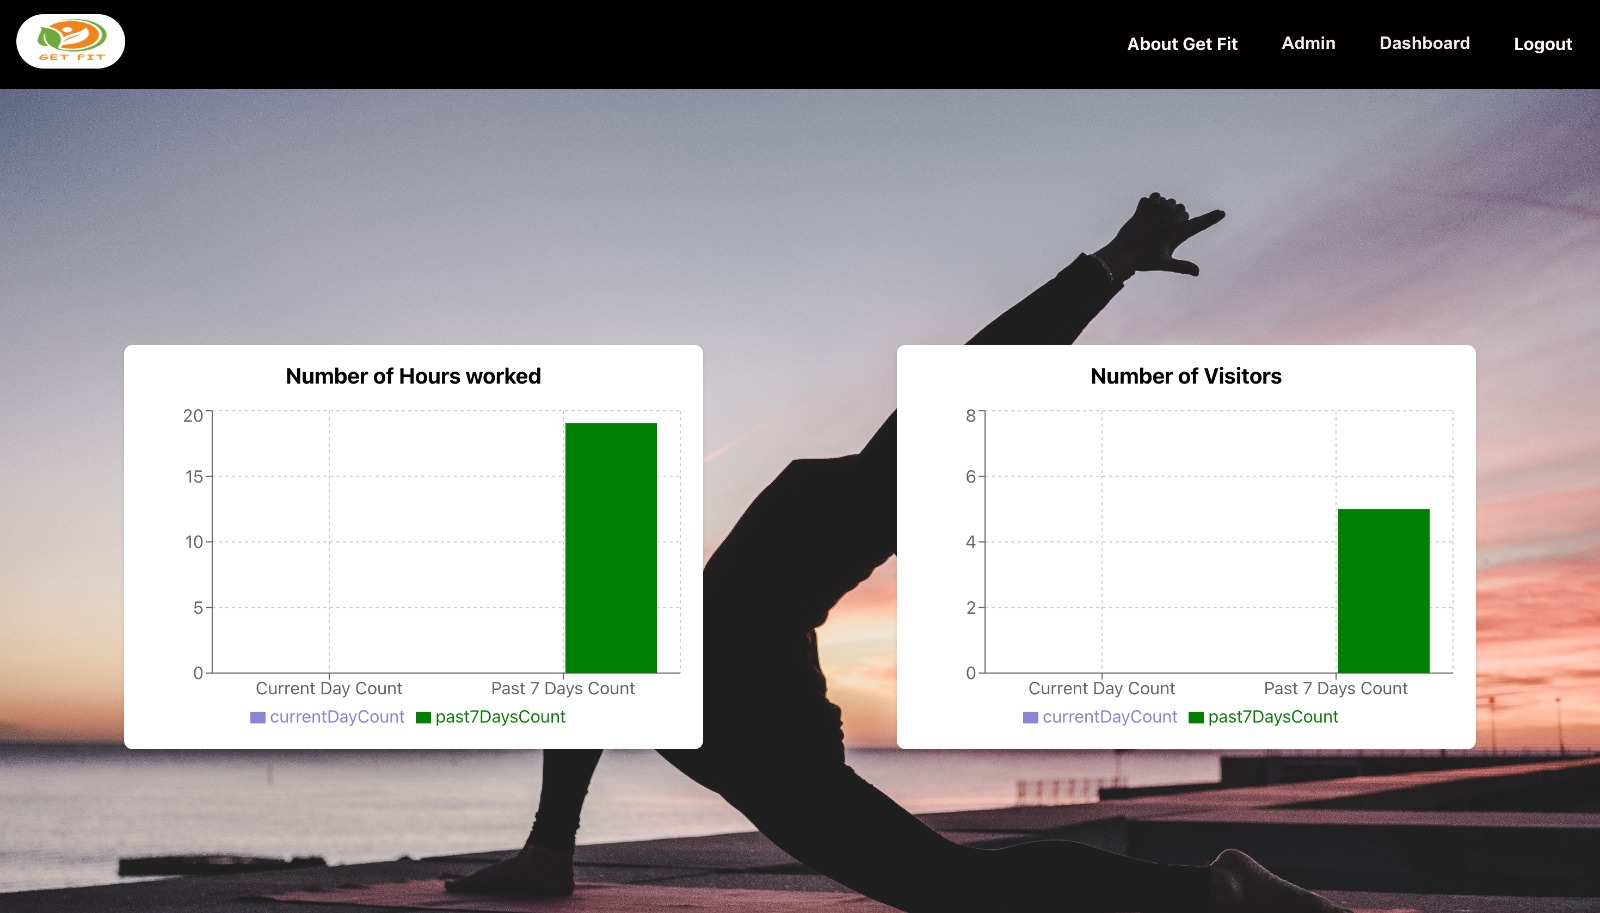 GET FIT
About Get Fit Admin Dashboard Logout
Number of Hours worked
20
15
10
5
0
Current Day Count Past 7 Days Count
currentDayCount past7DaysCount
Number of Visitors
8
6
4
2
0
Current Day Count Past 7 Days Count
currentDayCount past7DaysCount